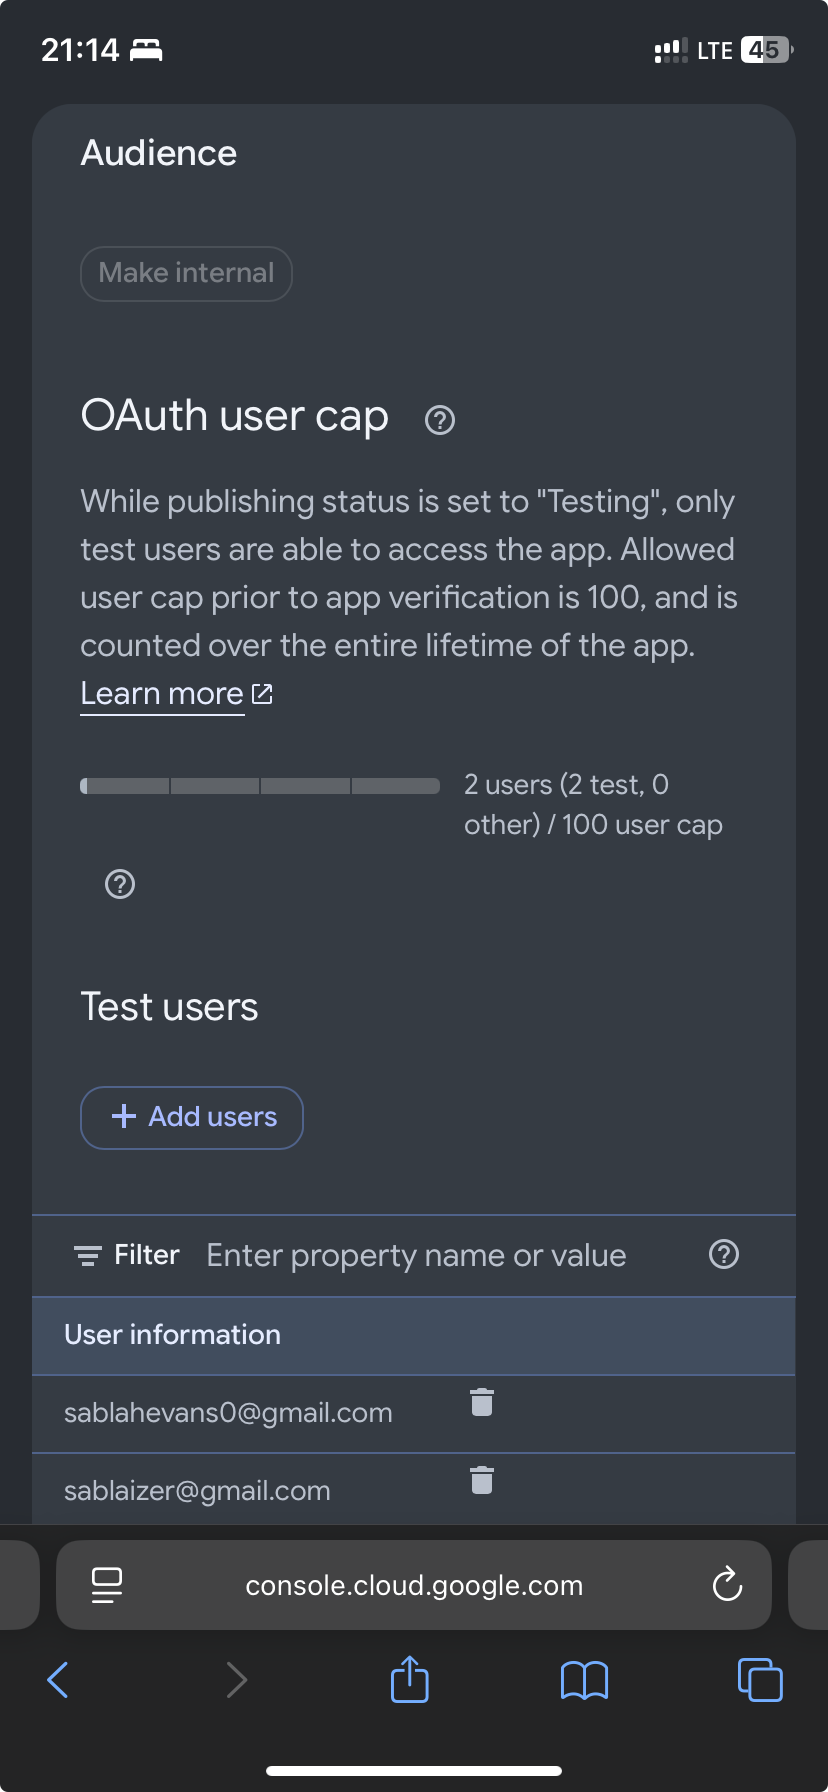 21:14
LTE 45
Audience
Make internal
OAuth user cap
While publishing status is set to "Testing", only
test users are able to access the app. Allowed
user cap prior to app verification is 100, and is
counted over the entire lifetime of the app.
Learn more
2 users (2 test, 0
other) / 100 user cap
Test users
+ Add users
Filter Enter property name or value
User information
sablahevans0@gmail.com
sablaizer@gmail.com
console.cloud.google.com